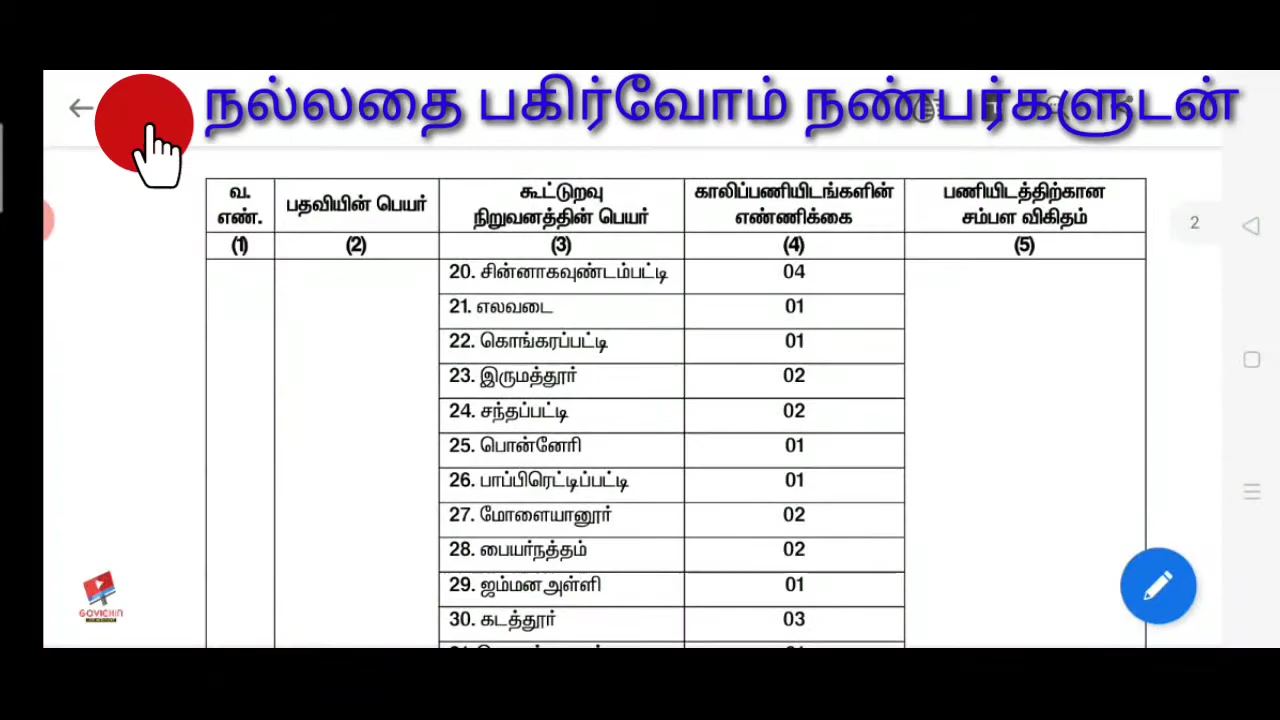 நல்லதை பகிர்வோம் நண்பர்களுடன்
வ. எண்.
பதவியின் பெயர்
கூட்டுறவு நிறுவனத்தின் பெயர்
காலிப்பணியிடங்களின் எண்ணிக்கை
பணியிடத்திற்கான சம்பள விகிதம்
2
(1) (2) (3) (4) (5)
20. சின்னாகவுண்டம்பட்டி 04
21. எலவடை 01
22. கொங்கரப்பட்டி 01
23. இருமத்தூர் 02
24. சந்தப்பட்டி 02
25. பொன்னேரி 01
26. பாப்பிரெட்டிப்பட்டி 01
27. மோளையானூர் 02
28. பையர்நத்தம் 02
29. ஜம்மனஅள்ளி 01
30. கடத்தூர் 03
GOVICHIN